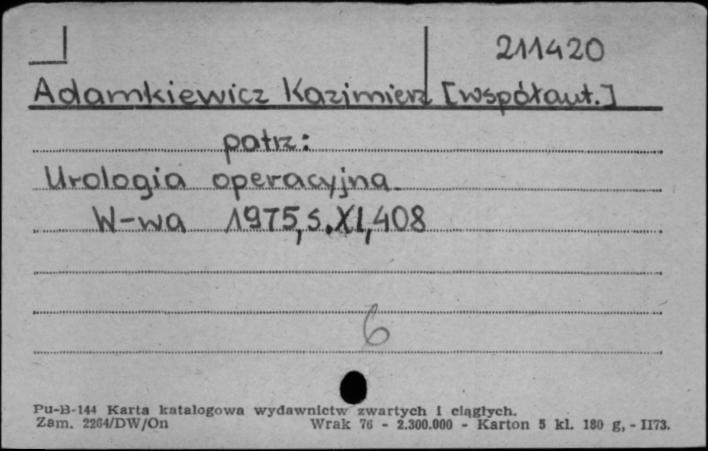 211420
Adamkiewicz Kazimierz [współaut.]
patrz:
Urologia operacyjna
W-wa 1975, s. XI, 408
6
Pu-B-144 Karta katalogowa wydawnictw zwartych i ciągłych.
Zam. 2264/DW/On Wrak 76 - 2.300.000 - Karton 5 kl. 180 g, - II73.